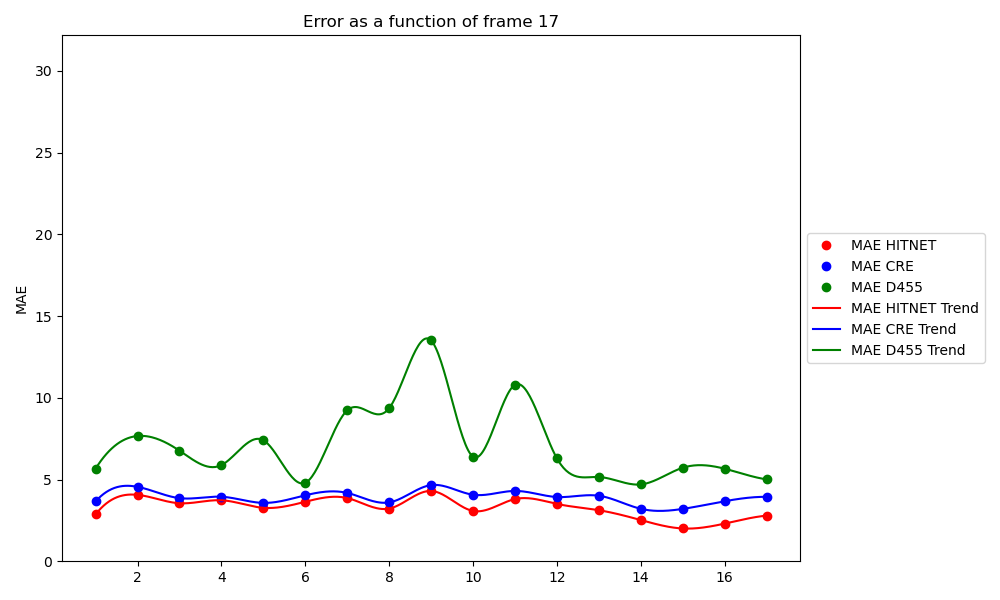 Error as a function of frame 17
30
25
20
15
10
5
0
MAE
2 4 6 8 10 12 14 16
MAE HITNET
MAE CRE
MAE D455
MAE HITNET Trend
MAE CRE Trend
MAE D455 Trend